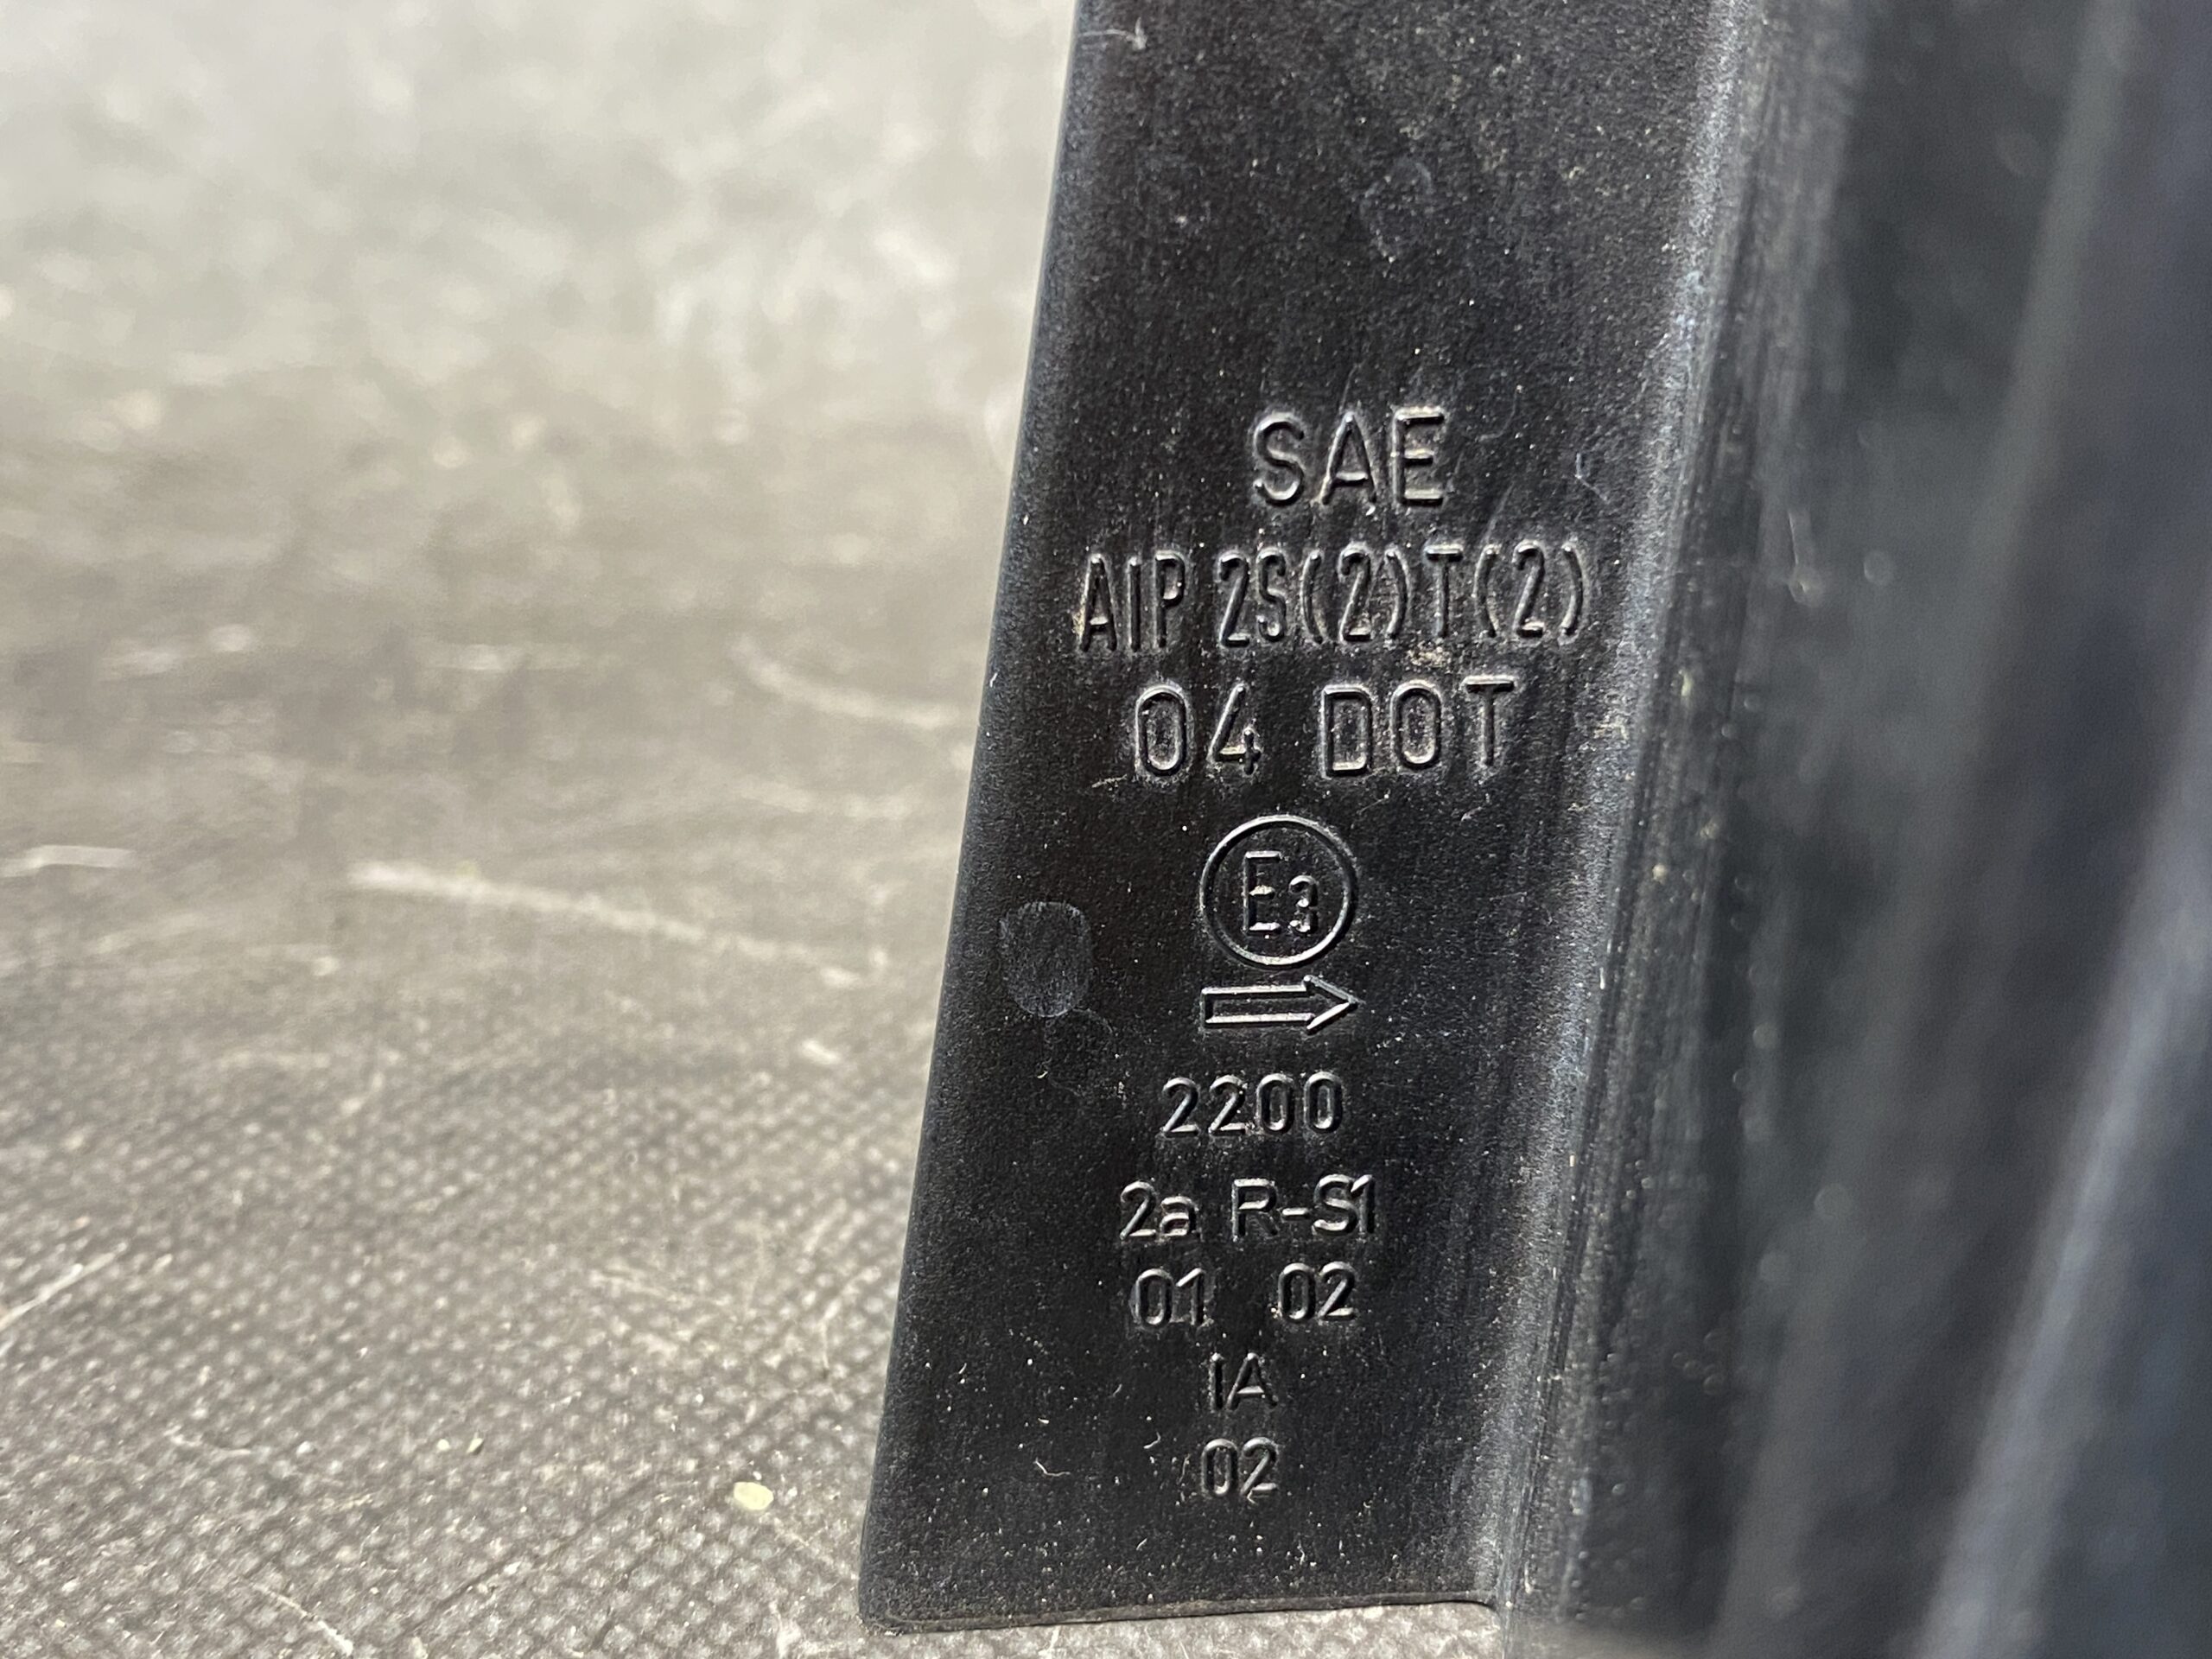 SAE
AIP 2S(2)T(2)
04 DOT
E3
2200
2a R-S1
01 02
IA
02